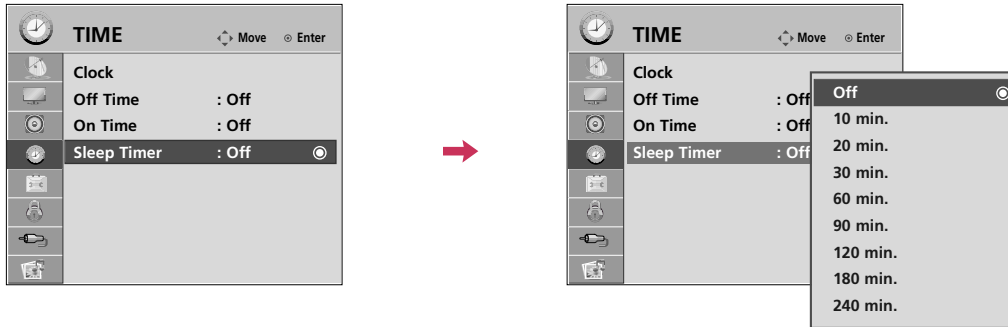 TIME
Move
Enter
Clock
Off Time : Off
On Time : Off
Sleep Timer : Off
TIME
Move
Enter
Clock
Off Time : Off
On Time : Off
Sleep Timer : Off
Off
10 min.
20 min.
30 min.
60 min.
90 min.
120 min.
180 min.
240 min.